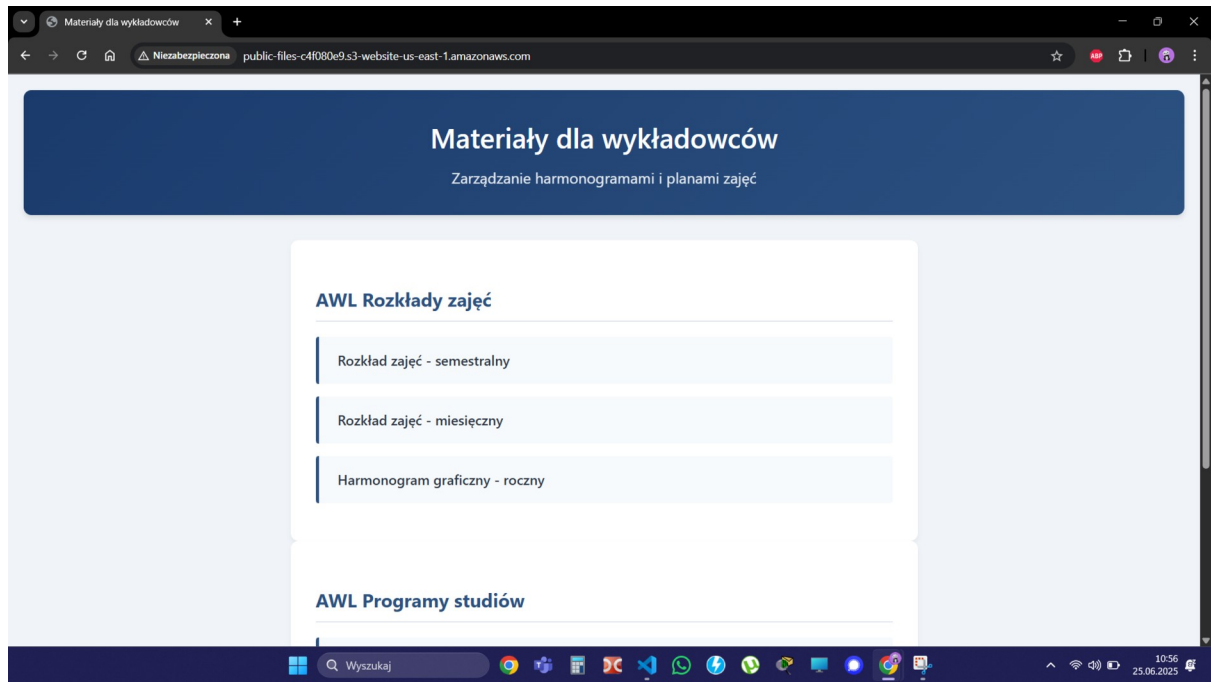 Materiały dla wykładowców
Niezabezpieczona public-files-c4f080e9.s3-website-us-east-1.amazonaws.com
ABP
Materiały dla wykładowców
Zarządzanie harmonogramami i planami zajęć
AWL Rozkłady zajęć
Rozkład zajęć - semestralny
Rozkład zajęć - miesięczny
Harmonogram graficzny - roczny
AWL Programy studiów
Wyszukaj
10:56
25.06.2025